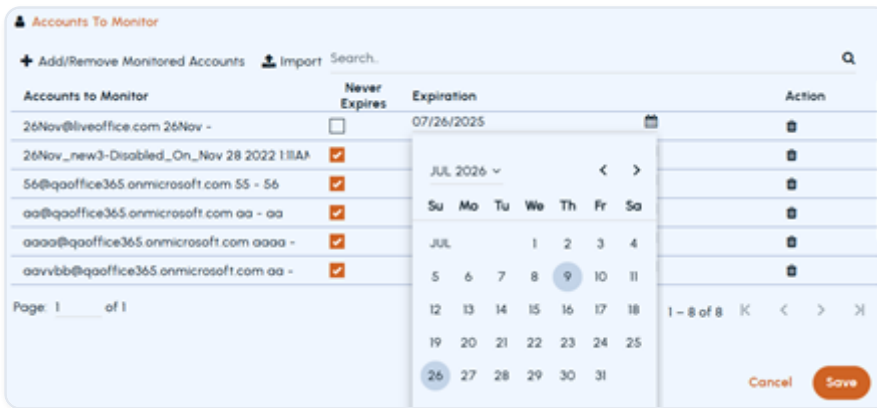 Accounts To Monitor
Add/Remove Monitored Accounts Import Search..
Accounts to Monitor Never Expires Expiration Action
26Nov@liveoffice.com 26Nov - 07/26/2025
26Nov_new3-Disabled_On_Nov 28 2022 1:11AM
56@qaoffice365.onmicrosoft.com 55 - 56
aa@qaoffice365.onmicrosoft.com aa - aa
aaaa@qaoffice365.onmicrosoft.com aaaa -
aavvbb@qaoffice365.onmicrosoft.com aa -
JUL 2026
Su Mo Tu We Th Fr Sa
JUL 1 2 3 4
5 6 7 8 9 10 11
12 13 14 15 16 17 18
19 20 21 22 23 24 25
26 27 28 29 30 31
Page: 1 of 1
1 – 8 of 8
Cancel Save